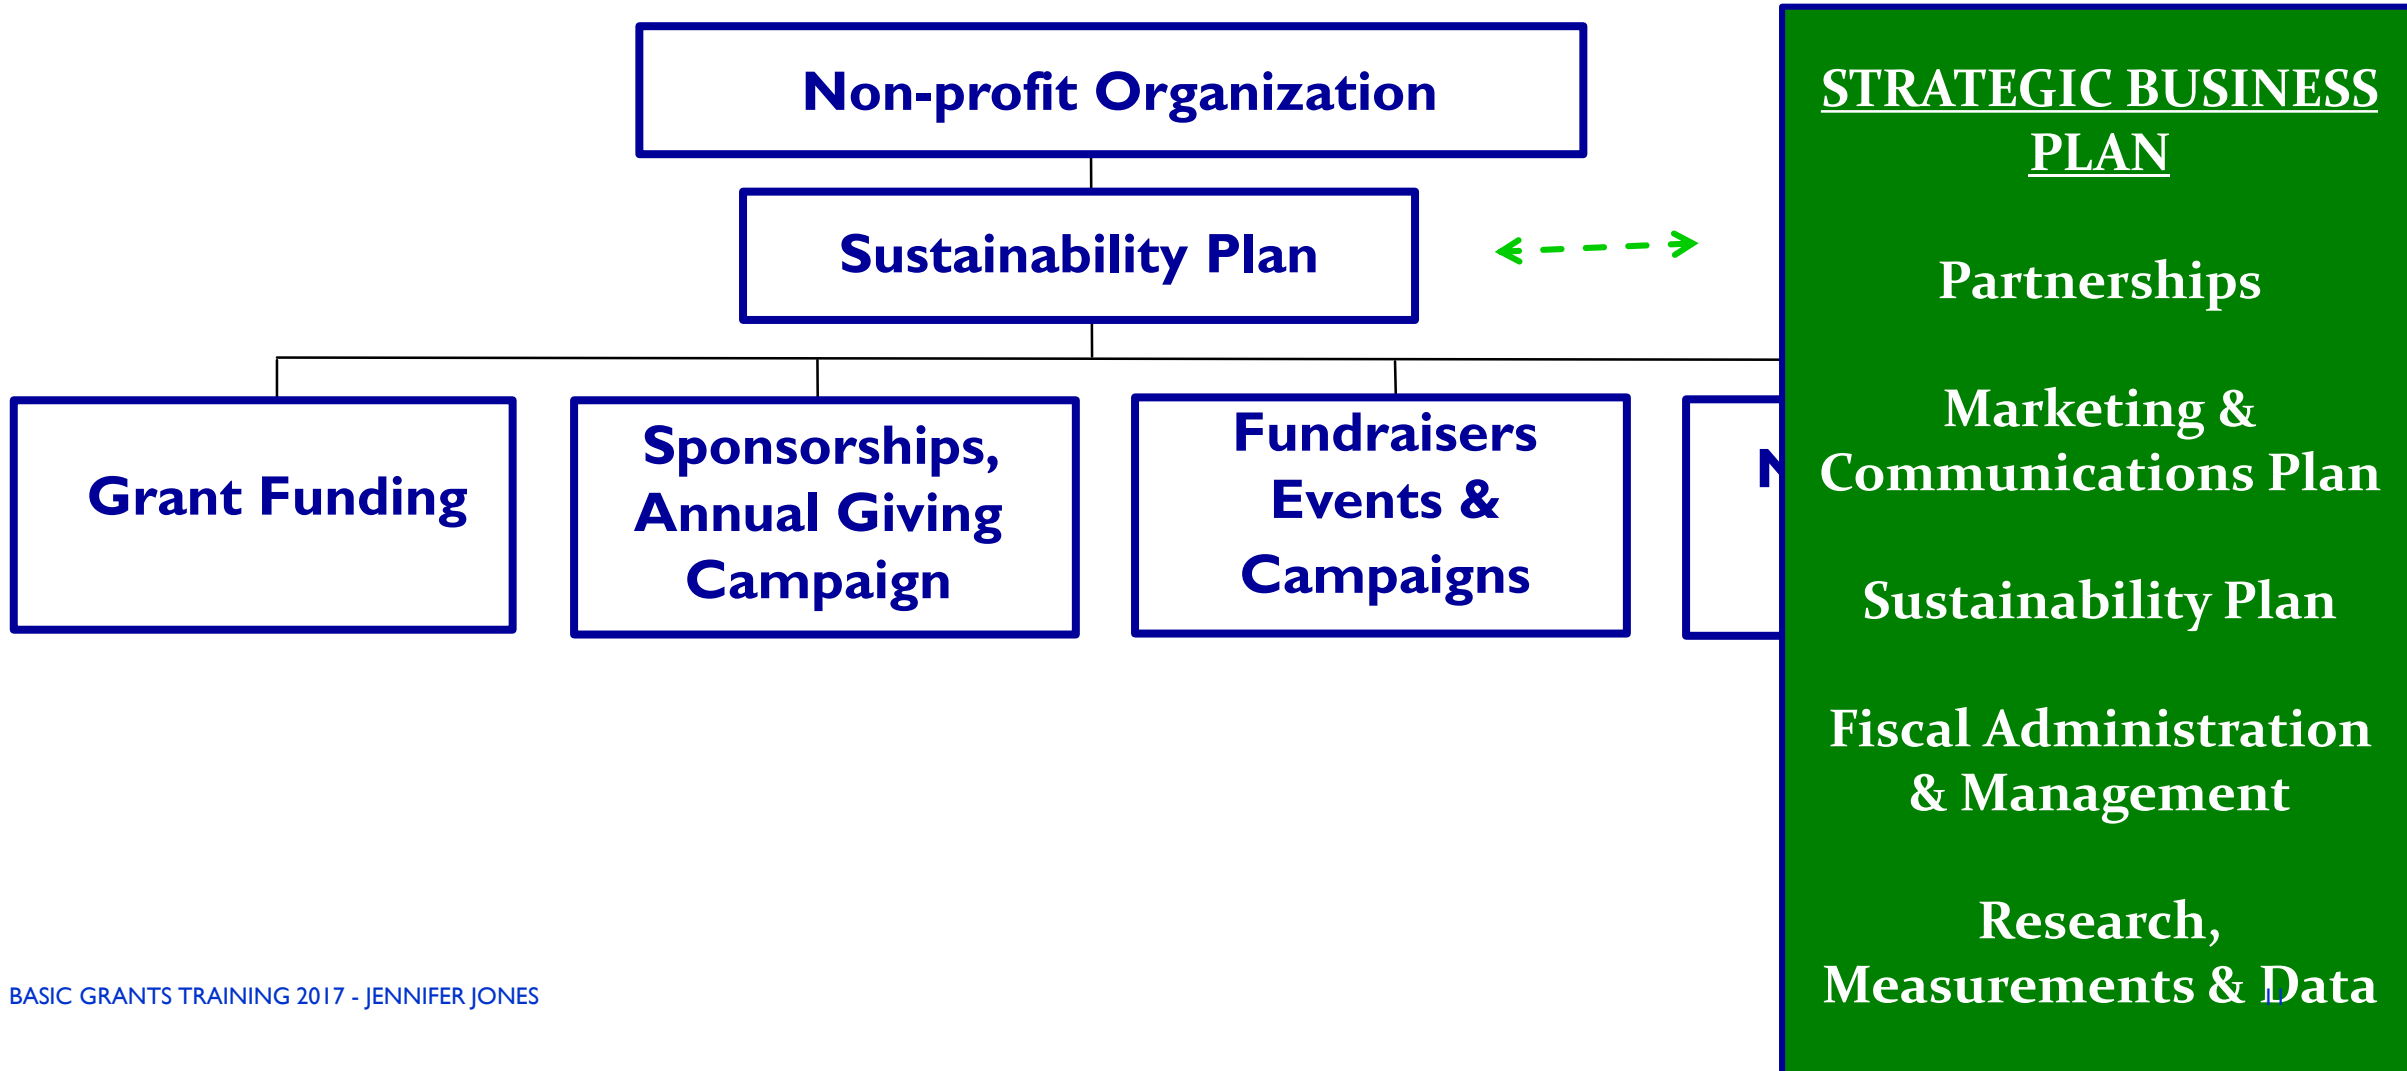 Non-profit Organization
Sustainability Plan
Grant Funding
Sponsorships,
Annual Giving
Campaign
Fundraisers
Events &
Campaigns
STRATEGIC BUSINESS
PLAN
Partnerships
Marketing &
Communications Plan
Sustainability Plan
Fiscal Administration
& Management
Research,
Measurements & Data
BASIC GRANTS TRAINING 2017 - JENNIFER JONES
11